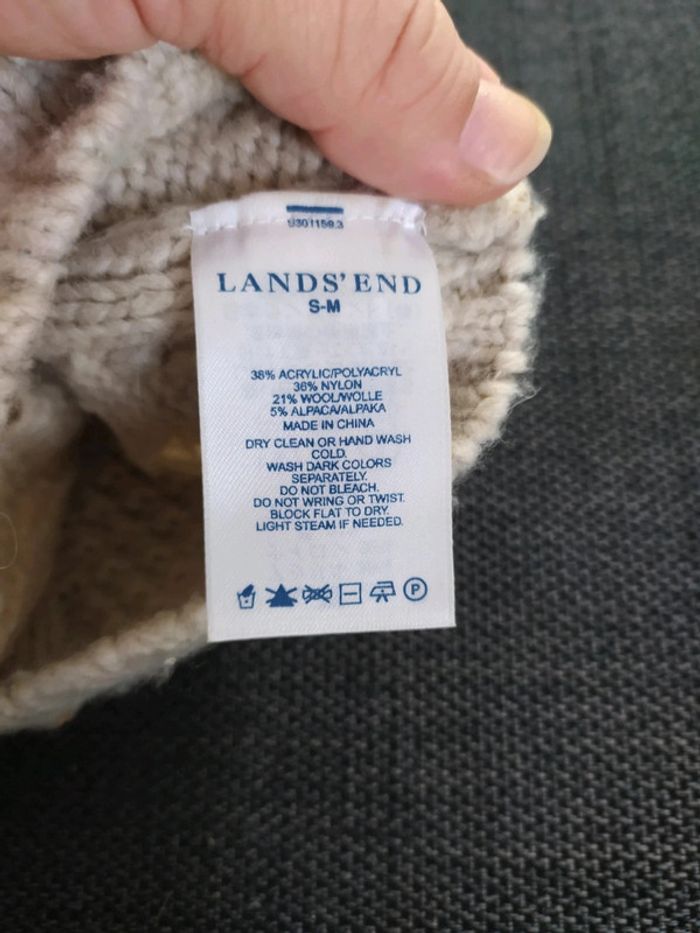 9301159.3
LANDS' END
S-M
38% ACRYLIC/POLYACRYL
36% NYLON
21% WOOL/WOLLE
5% ALPACA/ALPAKA
MADE IN CHINA
DRY CLEAN OR HAND WASH
COLD.
WASH DARK COLORS
SEPARATELY.
DO NOT BLEACH.
DO NOT WRING OR TWIST.
BLOCK FLAT TO DRY.
LIGHT STEAM IF NEEDED.
P